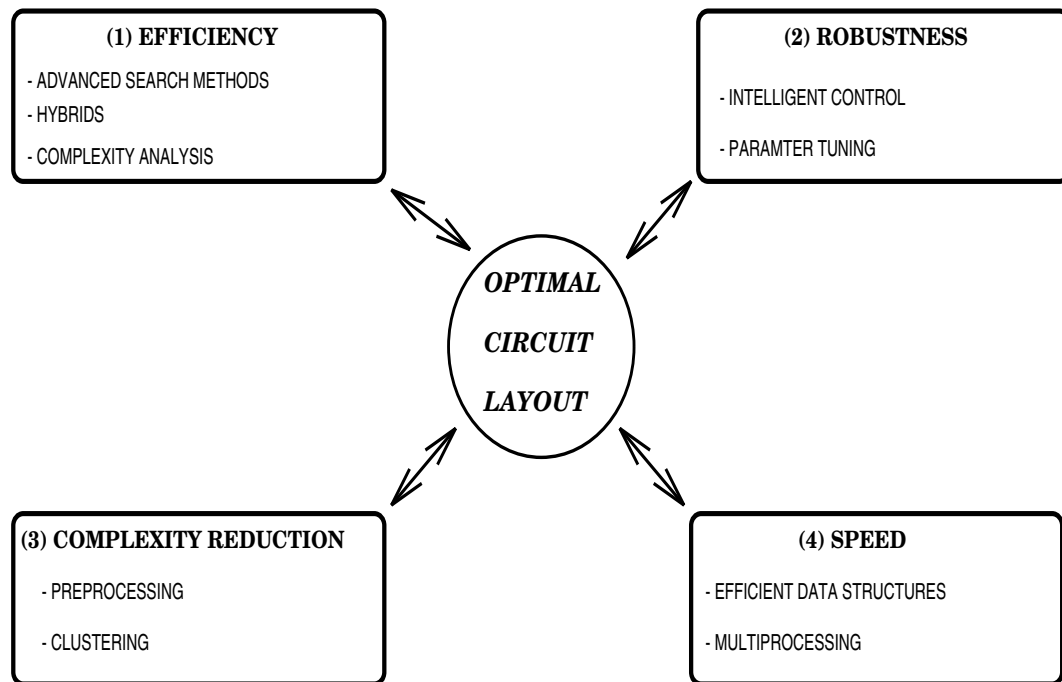 (1) EFFICIENCY
- ADVANCED SEARCH METHODS
- HYBRIDS
- COMPLEXITY ANALYSIS
(2) ROBUSTNESS
- INTELLIGENT CONTROL
- PARAMTER TUNING
OPTIMAL
CIRCUIT
LAYOUT
(3) COMPLEXITY REDUCTION
- PREPROCESSING
- CLUSTERING
(4) SPEED
- EFFICIENT DATA STRUCTURES
- MULTIPROCESSING